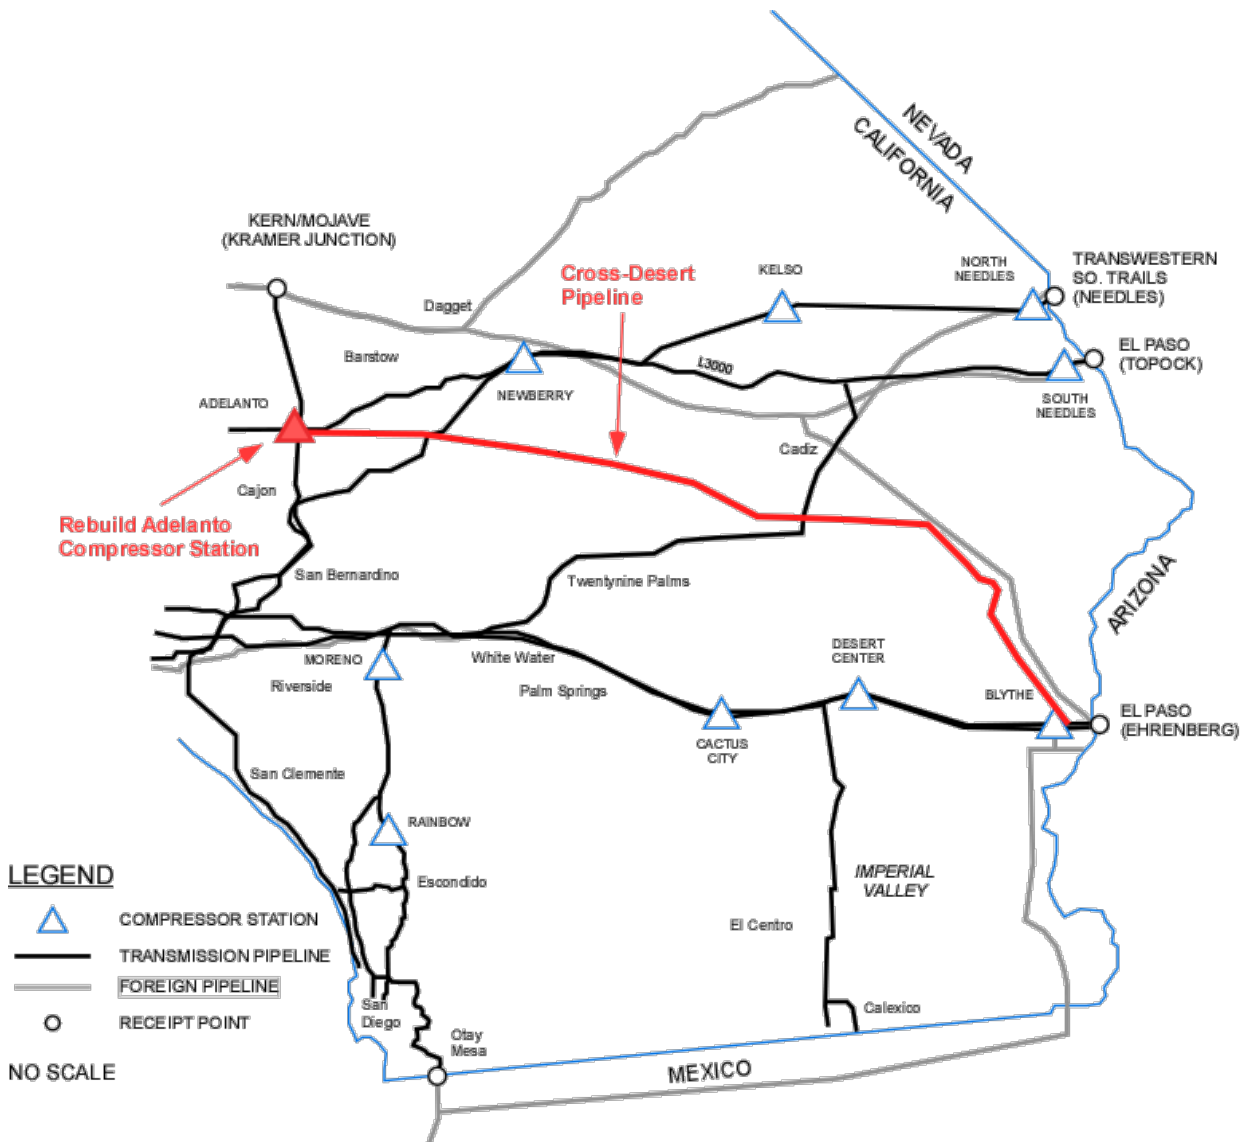 NEVADA
CALIFORNIA
KERN/MOJAVE
(KRAMER JUNCTION)
Cross-Desert
Pipeline
KELSO
NORTH
NEEDLES
TRANSWESTERN
SO. TRAILS
(NEEDLES)
Dagget
Barstow
L3000
EL PASO
(TOPOCK)
ADELANTO
NEWBERRY
SOUTH
NEEDLES
Cadiz
Cajon
Rebuild Adelanto
Compressor Station
San Bernardino
Twentynine Palms
ARIZONA
MORENO
Riverside
White Water
Palm Springs
DESERT
CENTER
BLYTHE
EL PASO
(EHRENBERG)
CACTUS
CITY
San Clemente
RAINBOW
Escondido
IMPERIAL
VALLEY
El Centro
LEGEND
COMPRESSOR STATION
TRANSMISSION PIPELINE
FOREIGN PIPELINE
RECEIPT POINT
NO SCALE
San
Diego
Otay
Mesa
Calexico
MEXICO